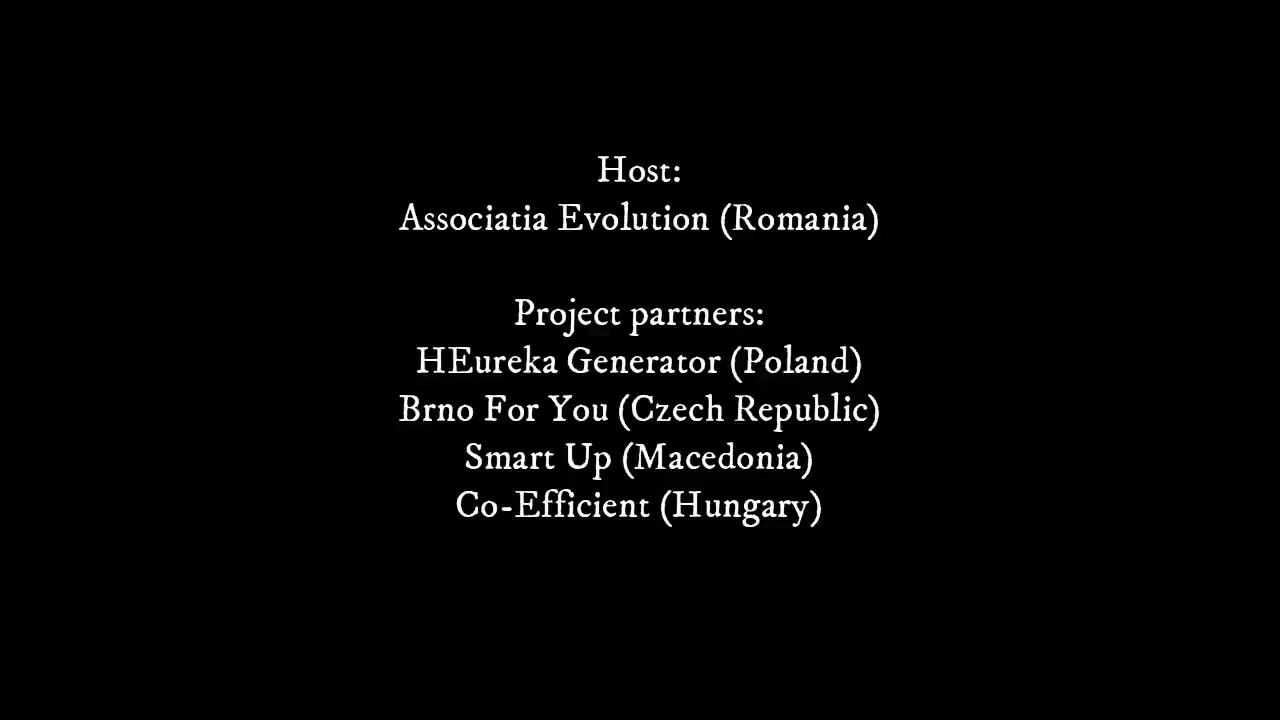 Host:
Associatia Evolution (Romania)
Project partners:
HEureka Generator (Poland)
Brno For You (Czech Republic)
Smart Up (Macedonia)
Co-Efficient (Hungary)